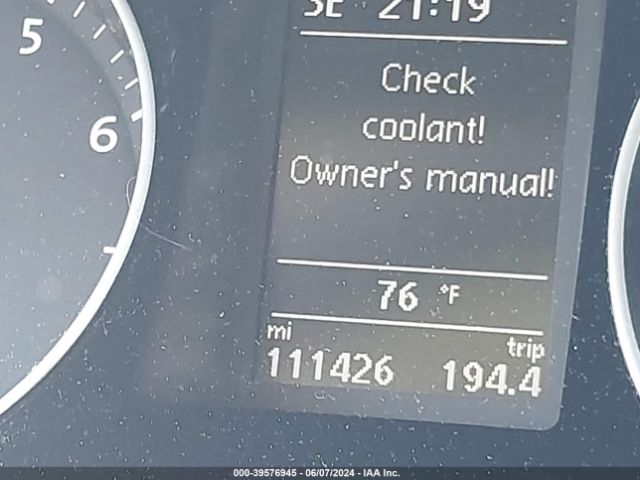 5
6
SE 21:19
Check
coolant!
Owner's manual!
76 °F
mi trip
111426 194.4
000-39576945 - 06/07/2024 - IAA Inc.